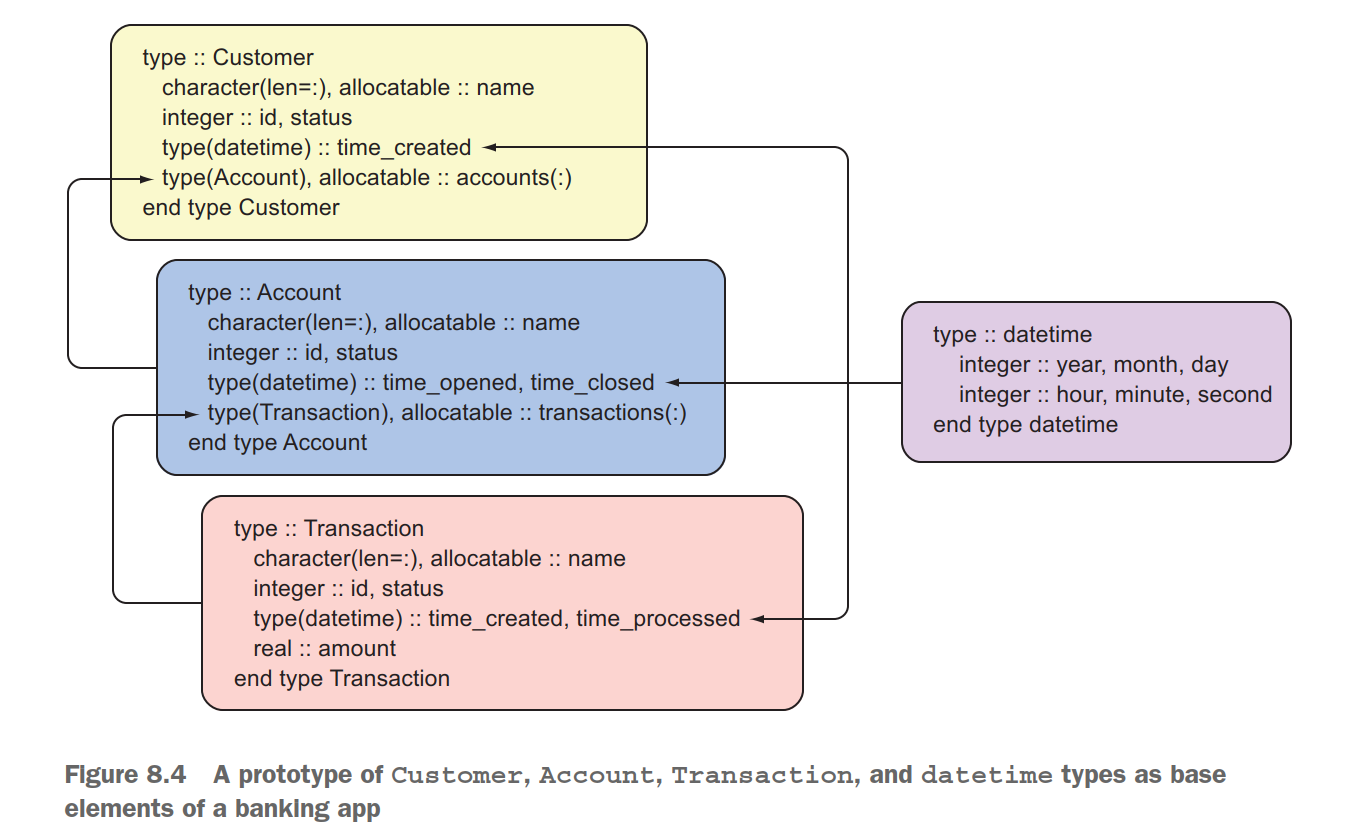 type :: Customer
character(len=:), allocatable :: name
integer :: id, status
type(datetime) :: time_created
type(Account), allocatable :: accounts(:)
end type Customer
type :: Account
character(len=:), allocatable :: name
integer :: id, status
type(datetime) :: time_opened, time_closed
type(Transaction), allocatable :: transactions(:)
end type Account
type :: datetime
integer :: year, month, day
integer :: hour, minute, second
end type datetime
type :: Transaction
character(len=:), allocatable :: name
integer :: id, status
type(datetime) :: time_created, time_processed
real :: amount
end type Transaction
Figure 8.4 A prototype of Customer, Account, Transaction, and datetime types as base
elements of a banking app